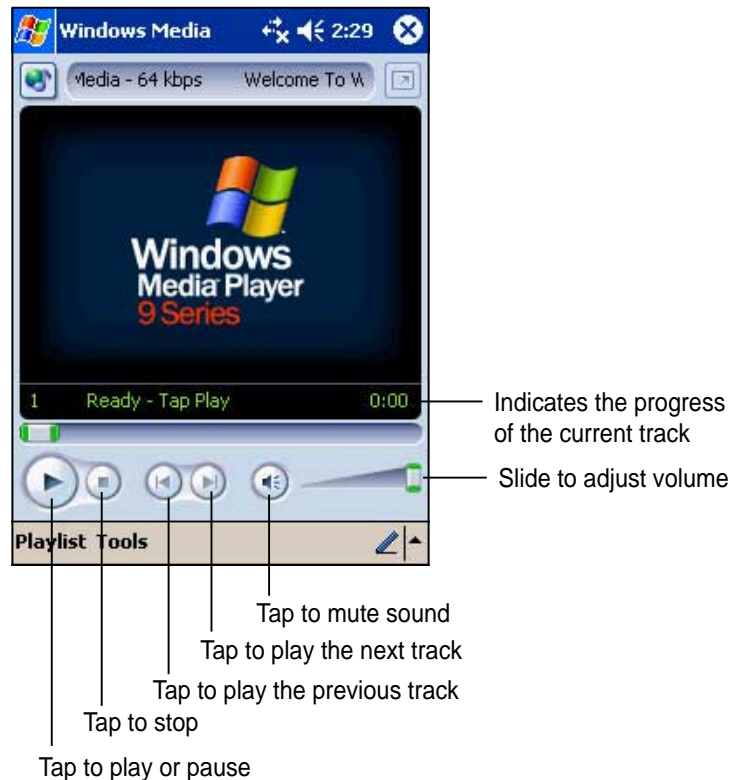 Windows Media 2:29
Media - 64 kbps Welcome To W
Windows
Media Player
9 Series
1 Ready - Tap Play 0:00
Indicates the progress
of the current track
Slide to adjust volume
Playlist Tools
Tap to mute sound
Tap to play the next track
Tap to play the previous track
Tap to stop
Tap to play or pause